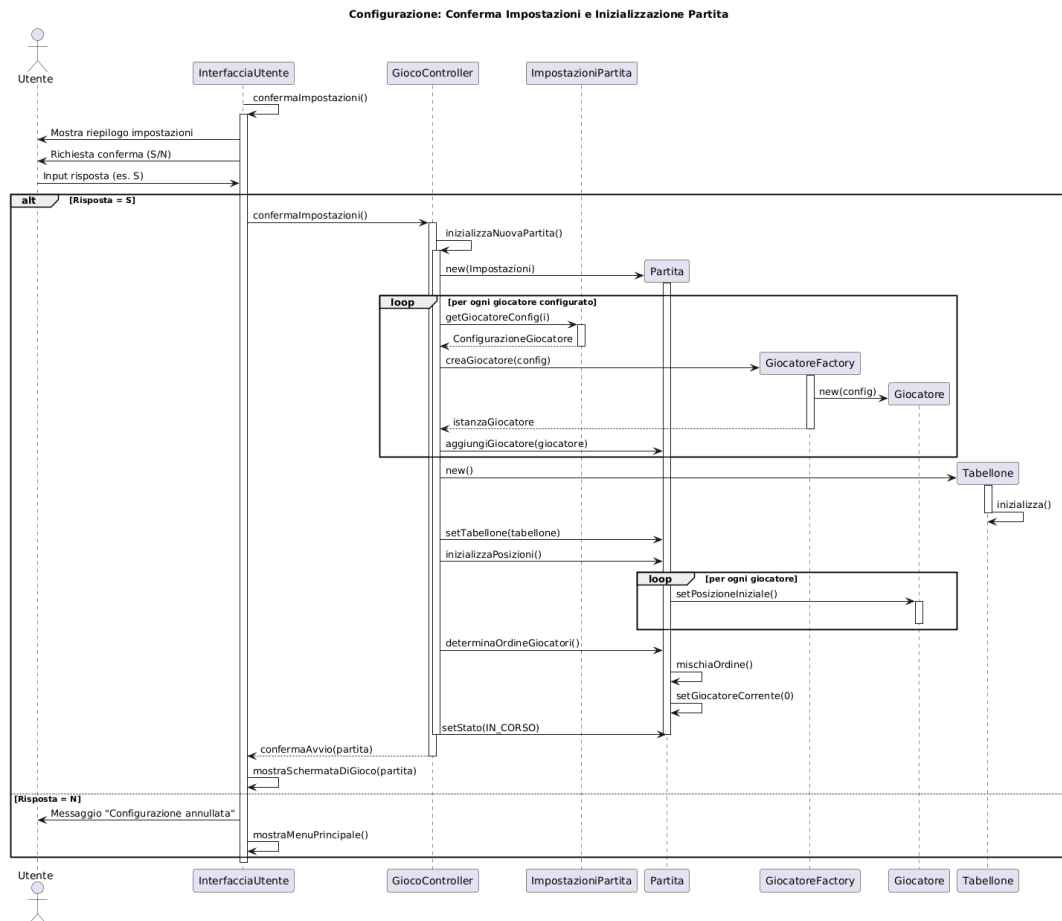 Configurazione: Conferma Impostazioni e Inizializzazione Partita
Utente
InterfacciaUtente
GiocoController
ImpostazioniPartita
confermaImpostazioni()
Mostra riepilogo impostazioni
Richiesta conferma (S/N)
Input risposta (es. S)
alt [Risposta = S]
confermaImpostazioni()
inizializzaNuovaPartita()
new(Impostazioni)
Partita
loop [per ogni giocatore configurato]
getGiocatoreConfig(i)
ConfigurazioneGiocatore
creaGiocatore(config)
GiocatoreFactory
new(config)
Giocatore
istanzaGiocatore
aggiungiGiocatore(giocatore)
new()
Tabellone
inizializza()
setTabellone(tabellone)
inizializzaPosizioni()
loop [per ogni giocatore]
setPosizioneIniziale()
determinaOrdineGiocatori()
mischiaOrdine()
setGiocatoreCorrente(0)
setStato(IN_CORSO)
confermaAvvio(partita)
mostraSchermataDiGioco(partita)
[Risposta = N]
Messaggio "Configurazione annullata"
mostraMenuPrincipale()
Utente
InterfacciaUtente
GiocoController
ImpostazioniPartita
Partita
GiocatoreFactory
Giocatore
Tabellone